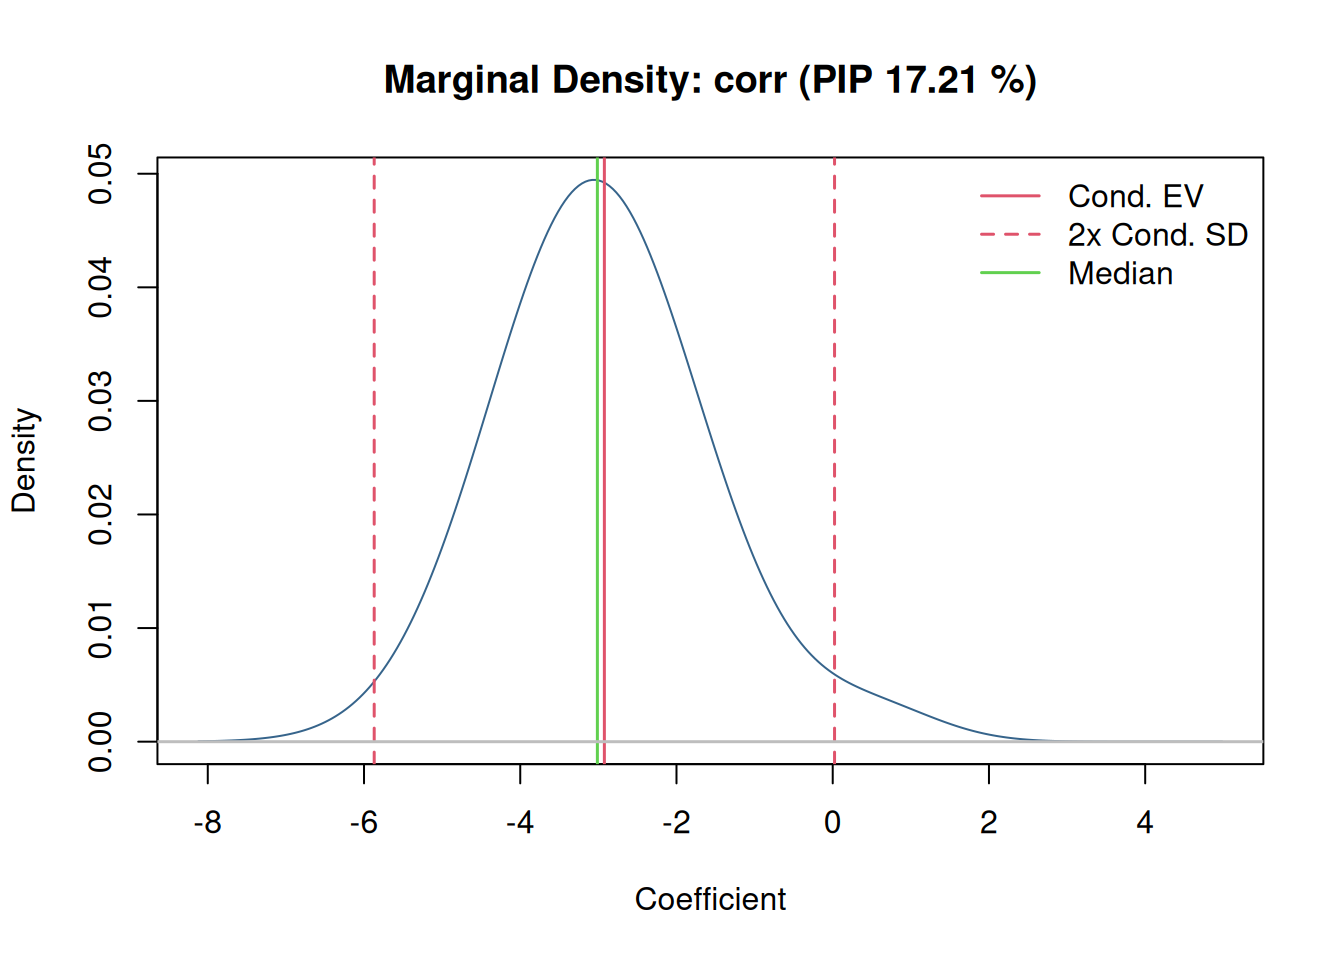 Marginal Density: corr (PIP 17.21 %)
Cond. EV
2x Cond. SD
Median
Density
0.05
0.04
0.03
0.02
0.01
0.00
-8 -6 -4 -2 0 2 4
Coefficient